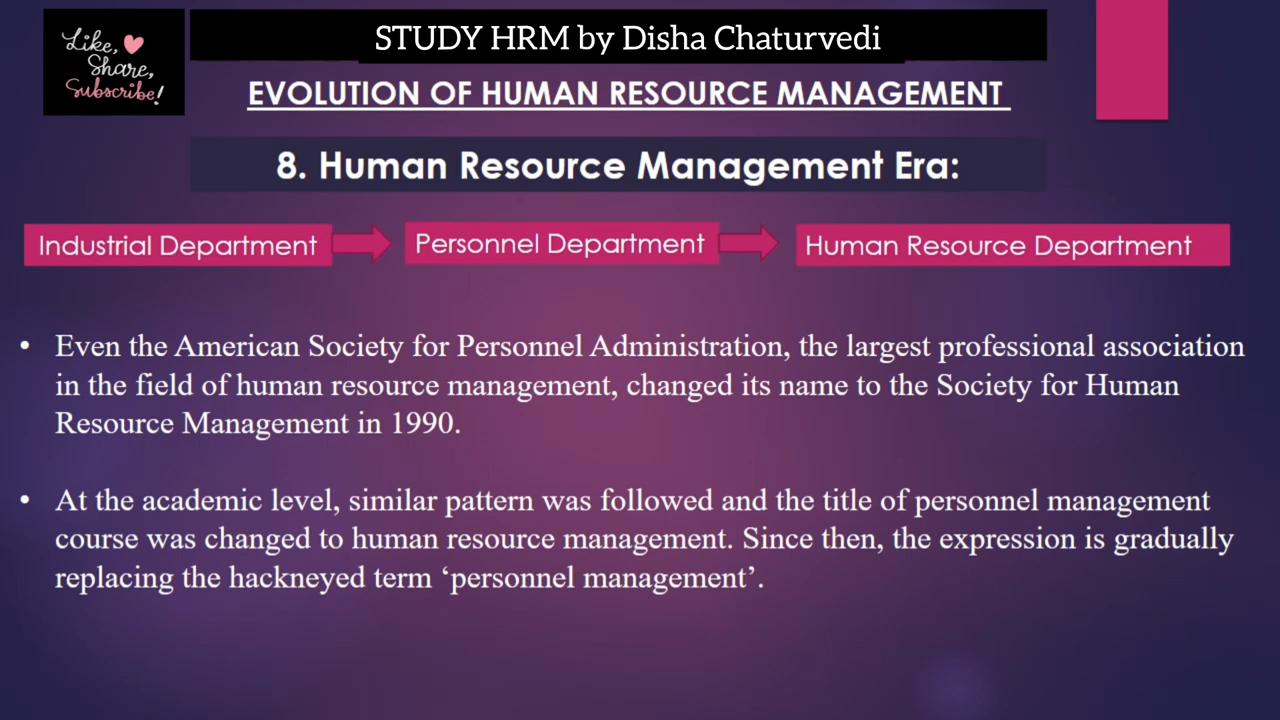 Like,
Share,
Subscribe!
STUDY HRM by Disha Chaturvedi
EVOLUTION OF HUMAN RESOURCE MANAGEMENT
8. Human Resource Management Era:
Industrial Department
Personnel Department
Human Resource Department
• Even the American Society for Personnel Administration, the largest professional association
in the field of human resource management, changed its name to the Society for Human
Resource Management in 1990.
• At the academic level, similar pattern was followed and the title of personnel management
course was changed to human resource management. Since then, the expression is gradually
replacing the hackneyed term ‘personnel management’.